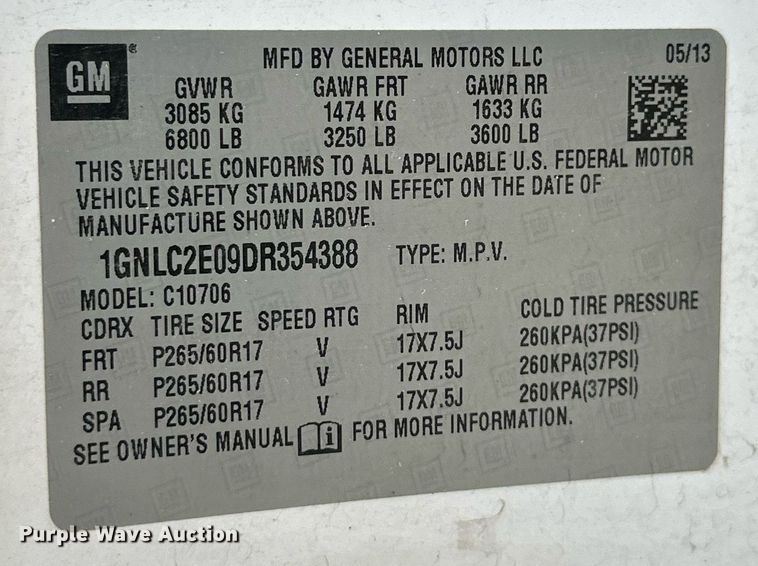 GM
MFD BY GENERAL MOTORS LLC 05/13
GVWR GAWR FRT GAWR RR
3085 KG 1474 KG 1633 KG
6800 LB 3250 LB 3600 LB
THIS VEHICLE CONFORMS TO ALL APPLICABLE U.S. FEDERAL MOTOR
VEHICLE SAFETY STANDARDS IN EFFECT ON THE DATE OF
MANUFACTURE SHOWN ABOVE.
1GNLC2E09DR354388 TYPE: M.P.V.
MODEL: C10706
CDRX TIRE SIZE SPEED RTG RIM COLD TIRE PRESSURE
FRT P265/60R17 V 17X7.5J 260KPA(37PSI)
RR P265/60R17 V 17X7.5J 260KPA(37PSI)
SPA P265/60R17 V 17X7.5J 260KPA(37PSI)
SEE OWNER'S MANUAL i FOR MORE INFORMATION.
Purple Wave Auction